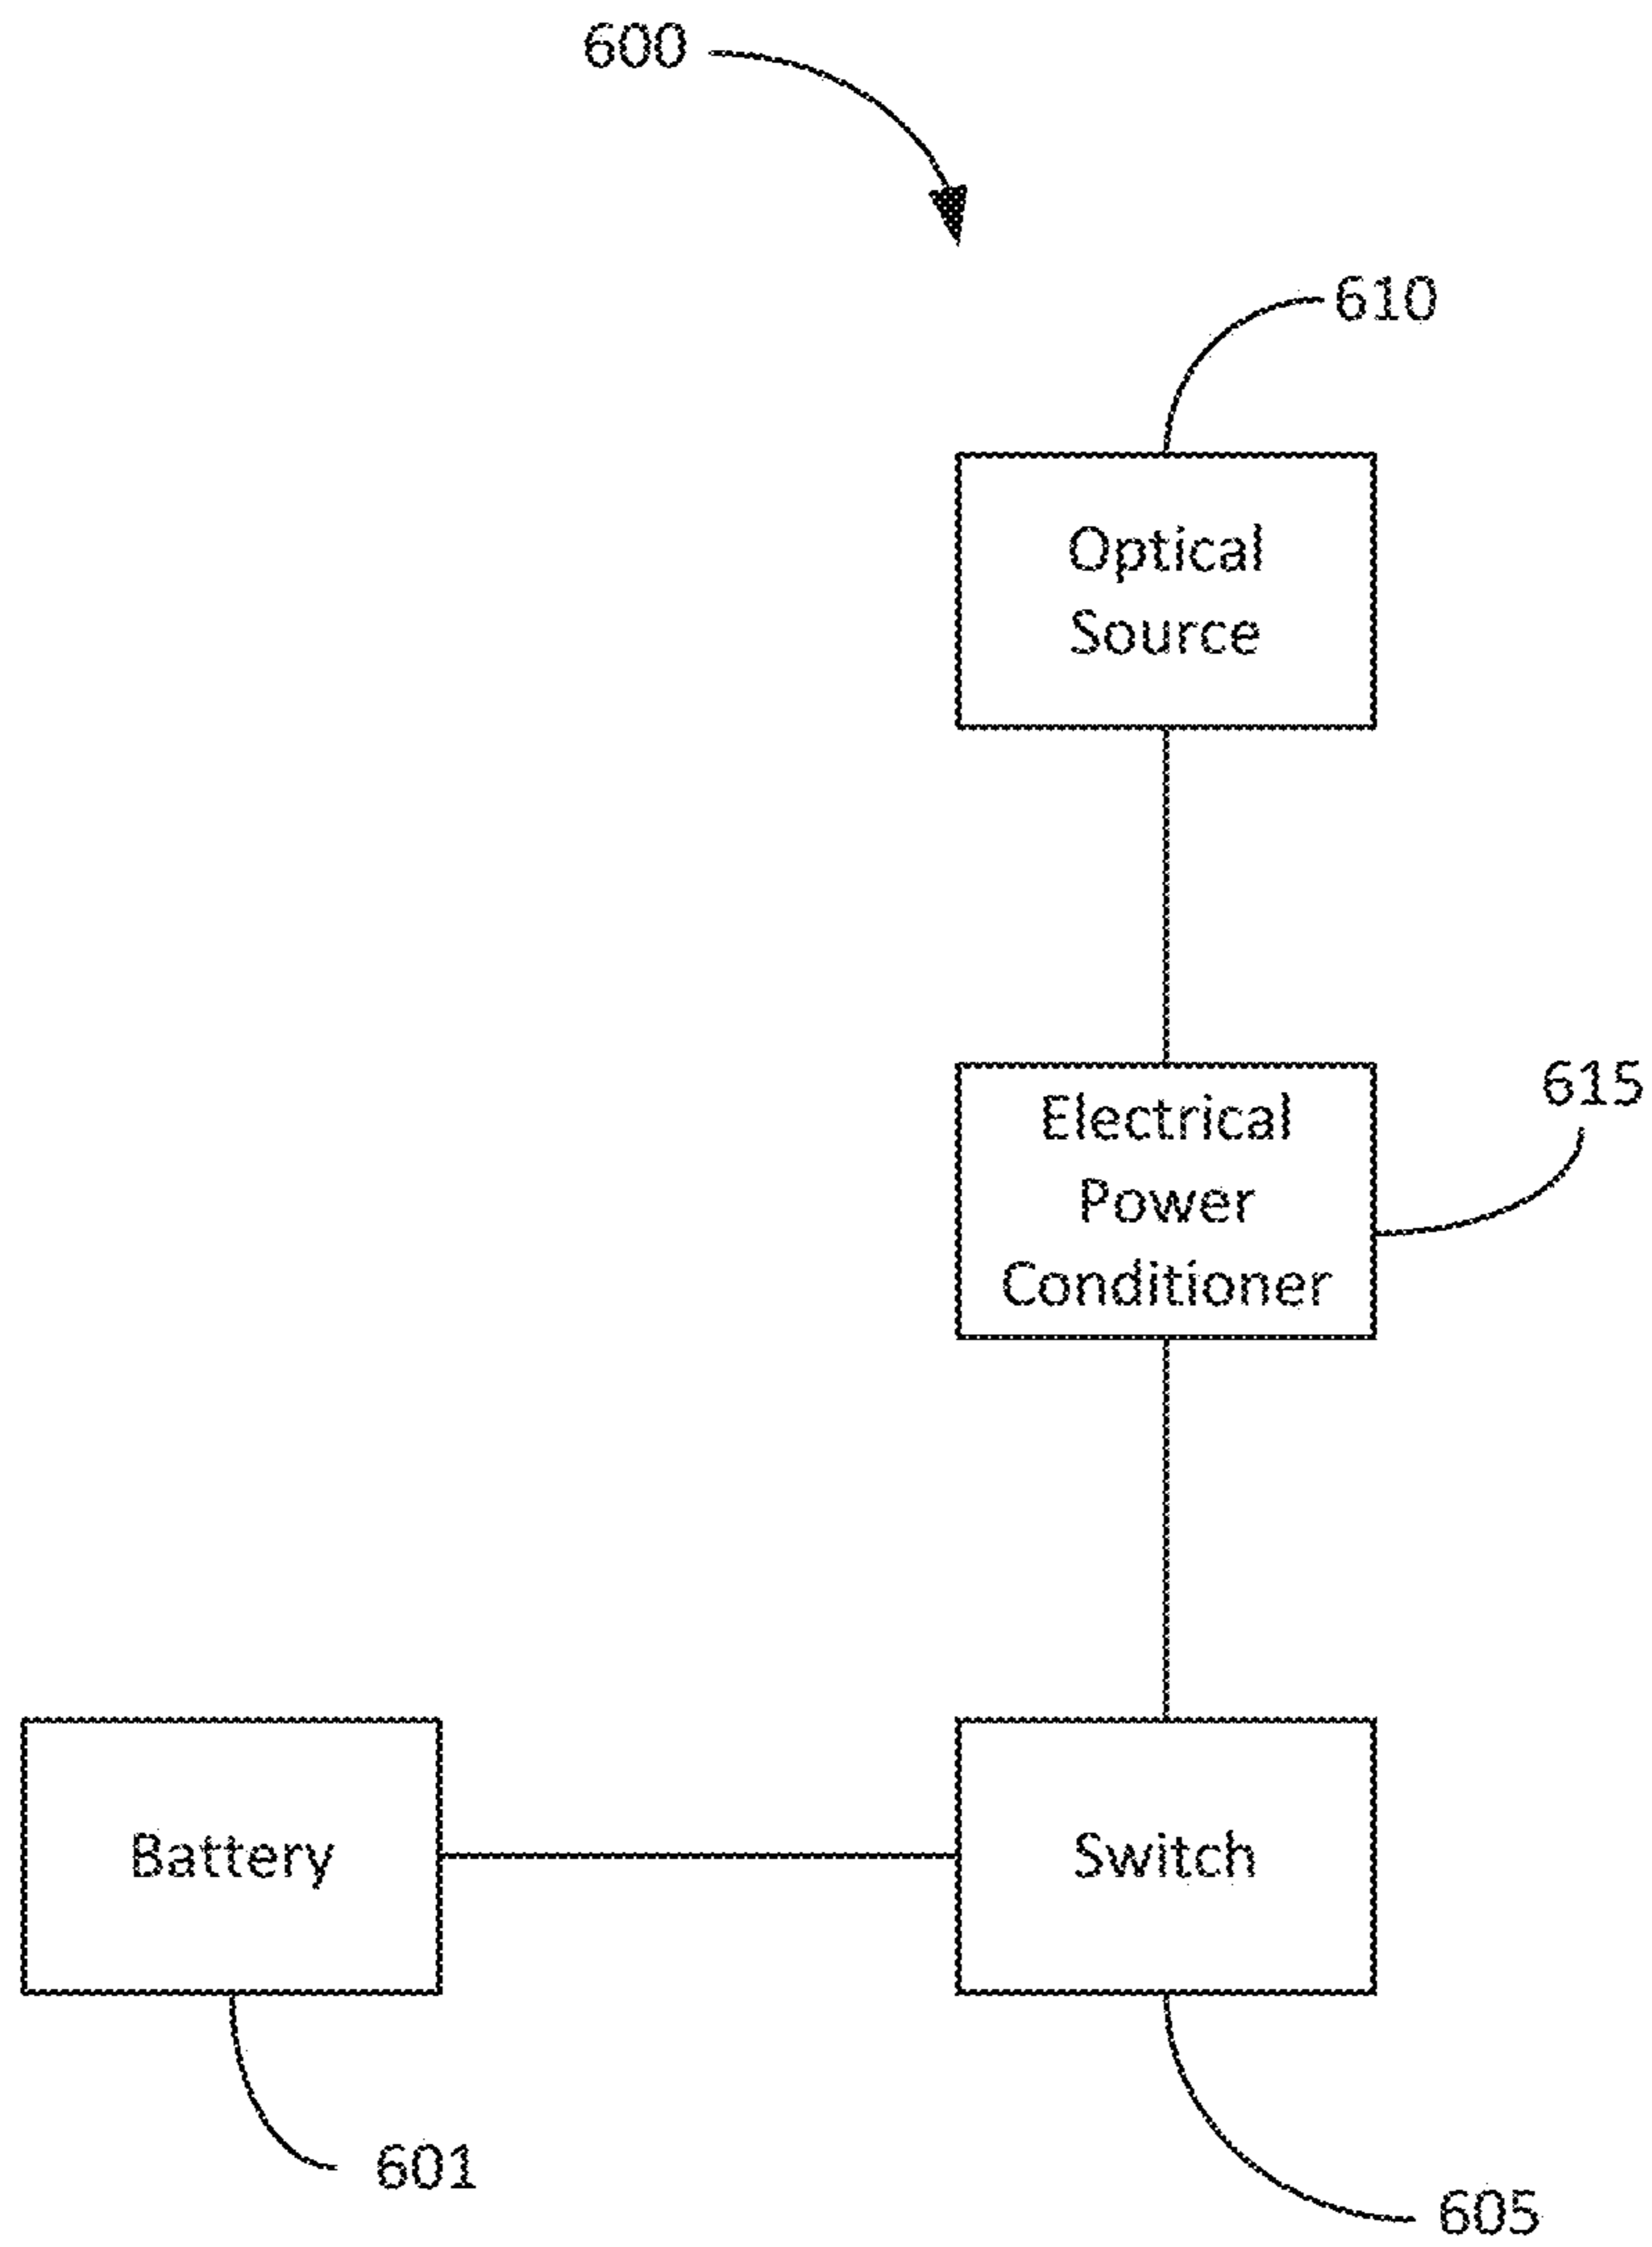 600
610
Optical
Source
615
Electrical
Power
Conditioner
Battery
Switch
601
605